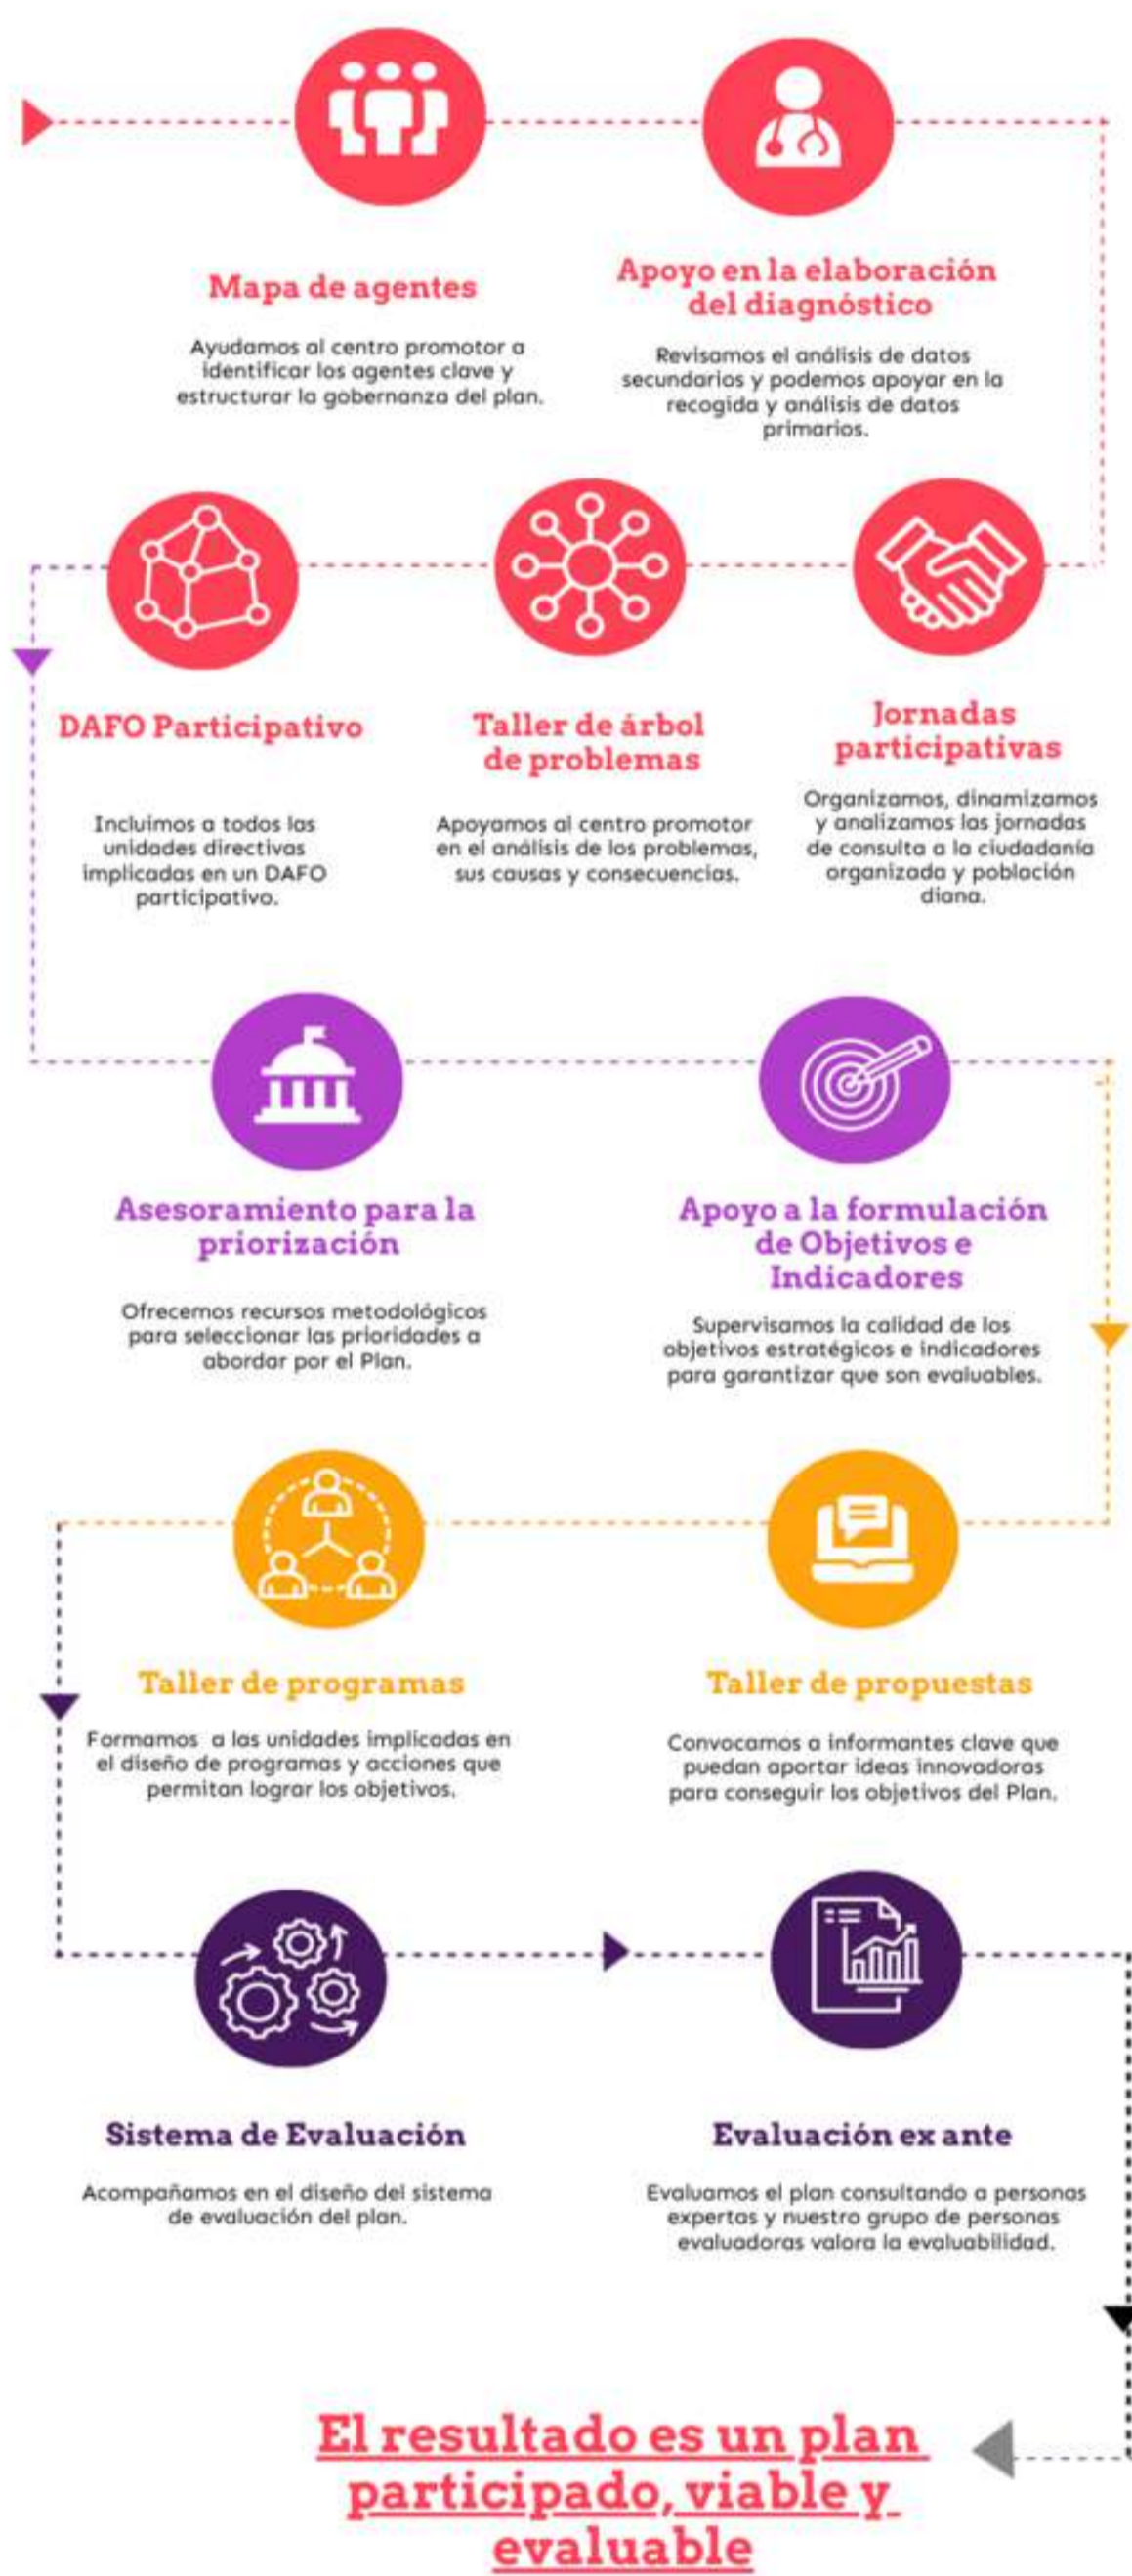 Mapa de agentes
Ayudamos al centro promotor a
identificar los agentes clave y
estructurar la gobernanza del plan.
Apoyo en la elaboración
del diagnóstico
Revisamos el análisis de datos
secundarios y podemos apoyar en la
recogida y análisis de datos
primarios.
DAFO Participativo
Incluimos a todos las
unidades directivas
implicadas en un DAFO
participativo.
Taller de árbol
de problemas
Apoyamos al centro promotor
en el análisis de los problemas,
sus causas y consecuencias.
Jornadas
participativas
Organizamos, dinamizamos
y analizamos las jornadas
de consulta a la ciudadanía
organizada y población
diana.
Asesoramiento para la
priorización
Ofrecemos recursos metodológicos
para seleccionar las prioridades a
abordar por el Plan.
Apoyo a la formulación
de Objetivos e
Indicadores
Supervisamos la calidad de los
objetivos estratégicos e indicadores
para garantizar que son evaluables.
Taller de programas
Formamos a las unidades implicadas en
el diseño de programas y acciones que
permitan lograr los objetivos.
Taller de propuestas
Convocamos a informantes clave que
puedan aportar ideas innovadoras
para conseguir los objetivos del Plan.
Sistema de Evaluación
Acompañamos en el diseño del sistema
de evaluación del plan.
Evaluación ex ante
Evaluamos el plan consultando a personas
expertas y nuestro grupo de personas
evaluadoras valora la evaluabilidad.
El resultado es un plan
participado, viable y
evaluable